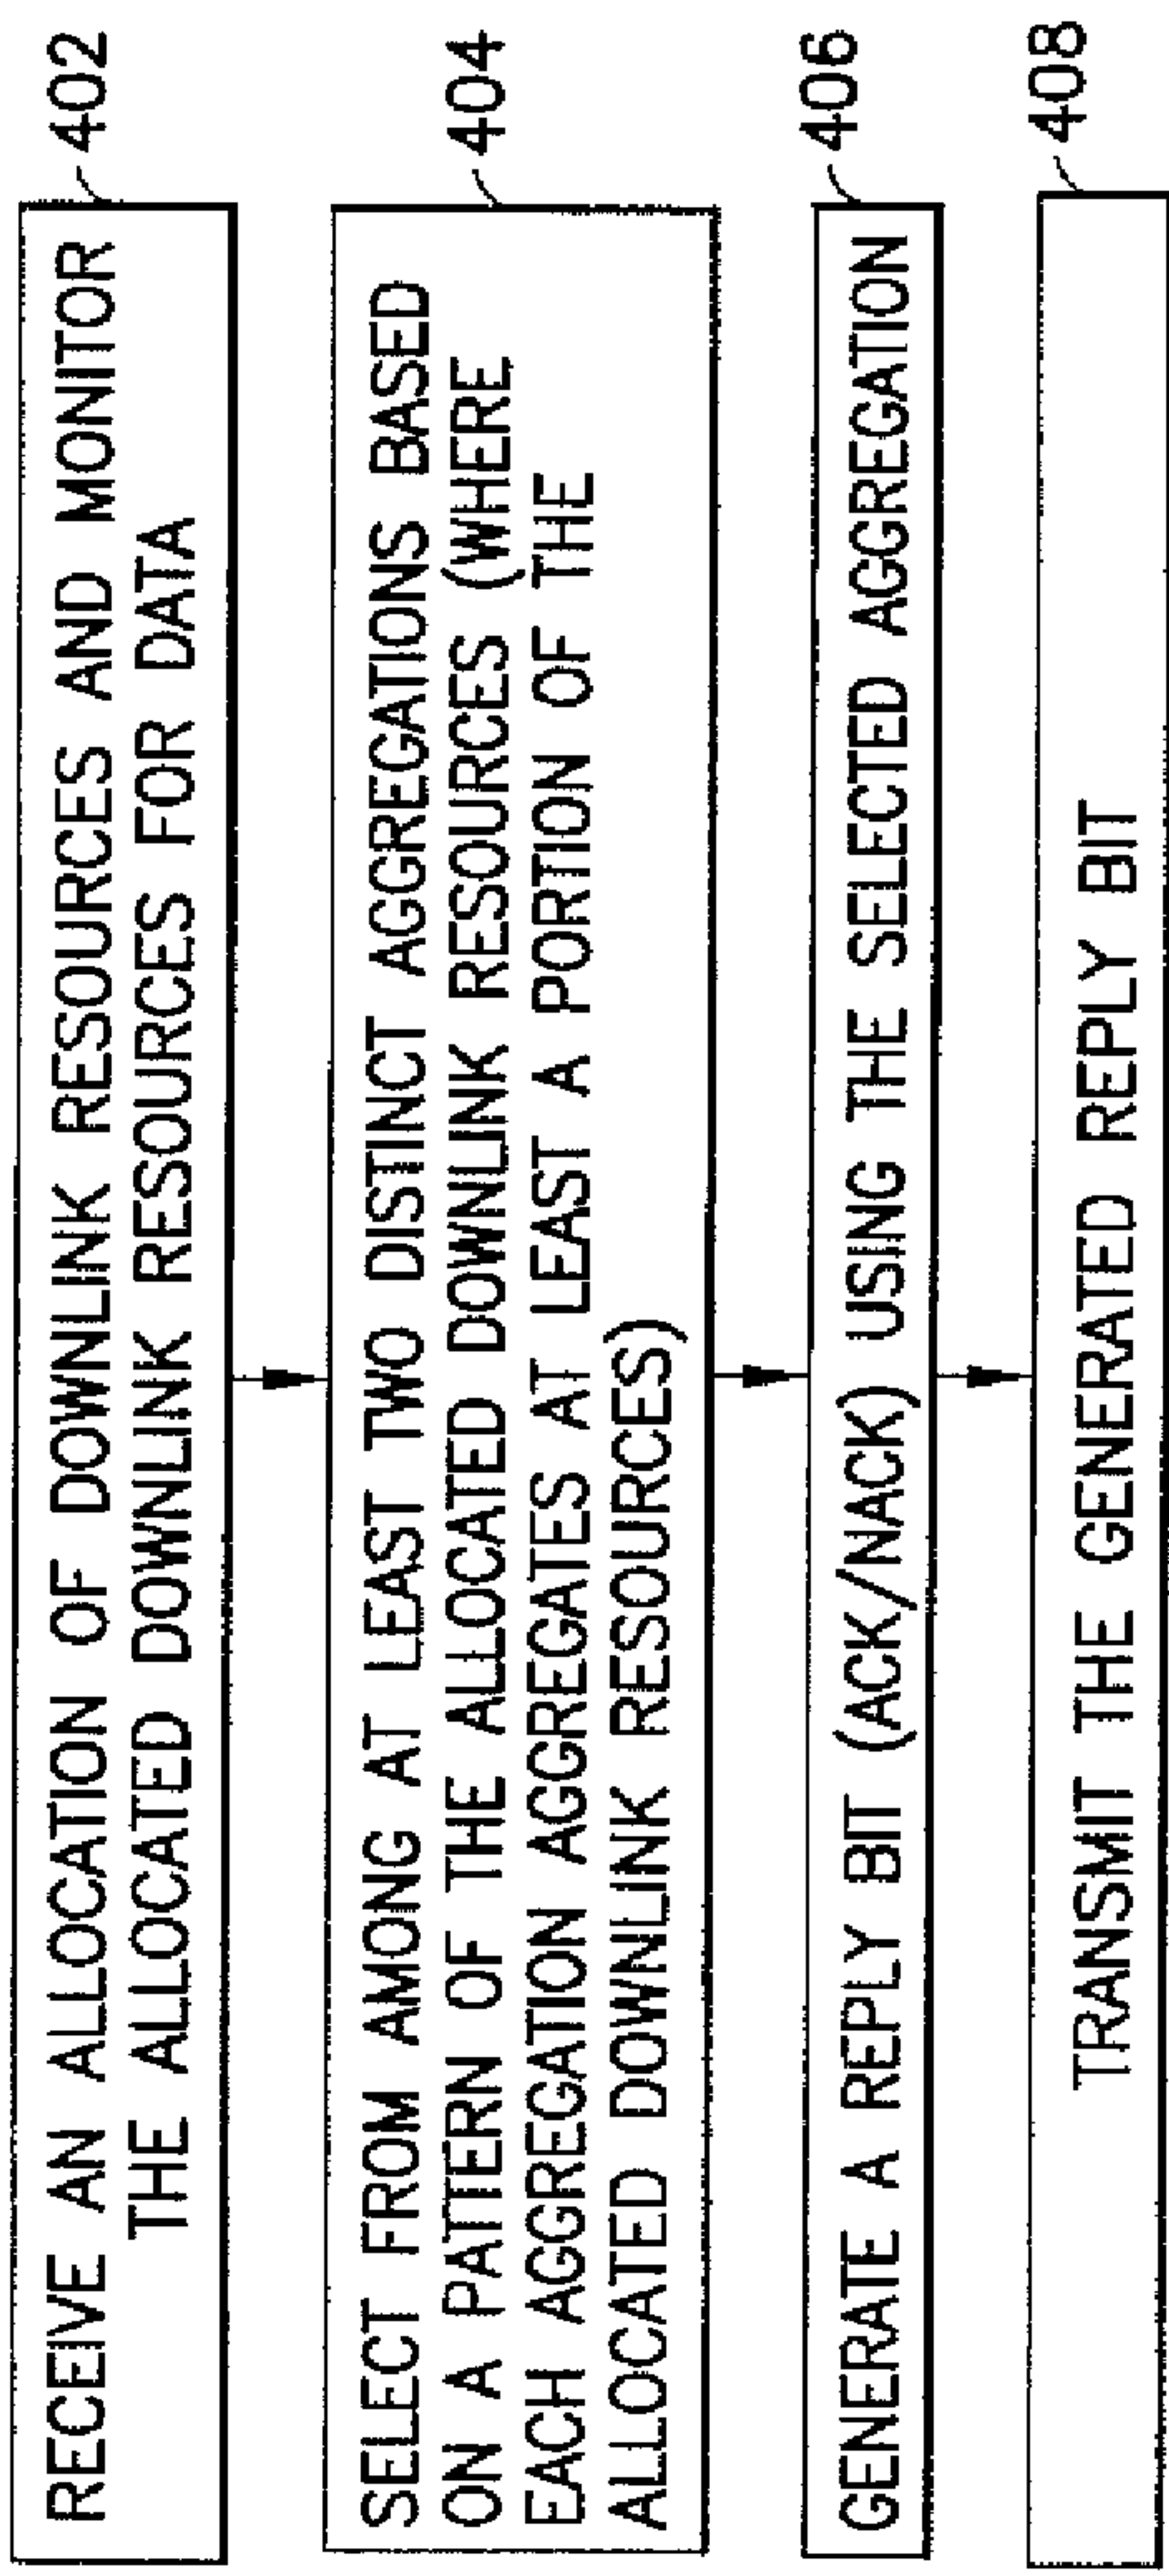 RECEIVE AN ALLOCATION OF DOWNLINK RESOURCES AND MONITOR
THE ALLOCATED DOWNLINK RESOURCES FOR DATA
402
SELECT FROM AMONG AT LEAST TWO DISTINCT AGGREGATIONS BASED
ON A PATTERN OF THE ALLOCATED DOWNLINK RESOURCES (WHERE
EACH AGGREGATION AGGREGATES AT LEAST A PORTION OF THE
ALLOCATED DOWNLINK RESOURCES)
404
GENERATE A REPLY BIT (ACK/NACK) USING THE SELECTED AGGREGATION
406
TRANSMIT THE GENERATED REPLY BIT
408